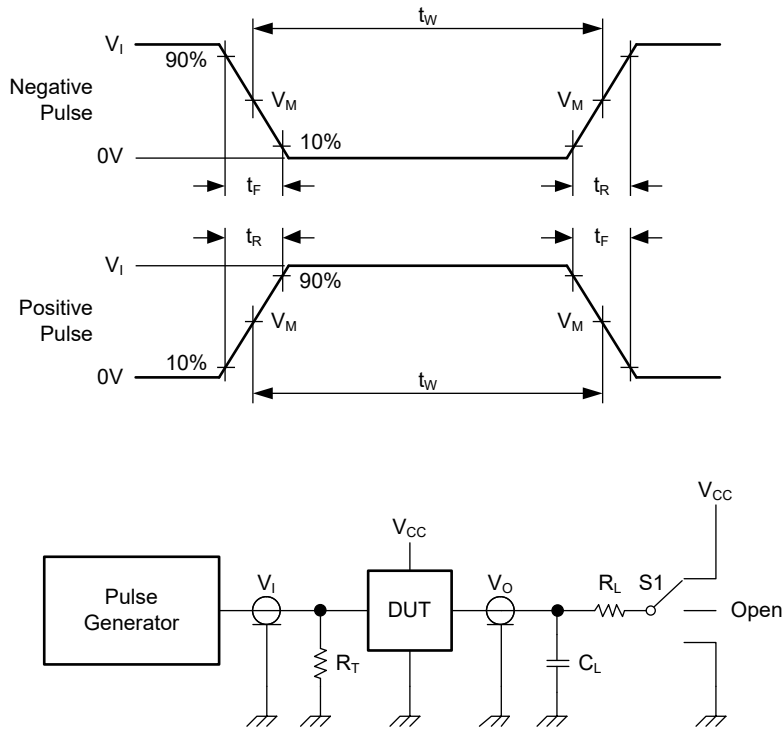 t_W
V_I
90%
Negative
Pulse
V_M
V_M
10%
0V
t_F
t_R
t_R
t_F
V_I
90%
Positive
Pulse
V_M
V_M
10%
0V
t_W
V_CC
V_CC
Pulse
Generator
V_I
DUT
V_O
R_L
S1
Open
R_T
C_L